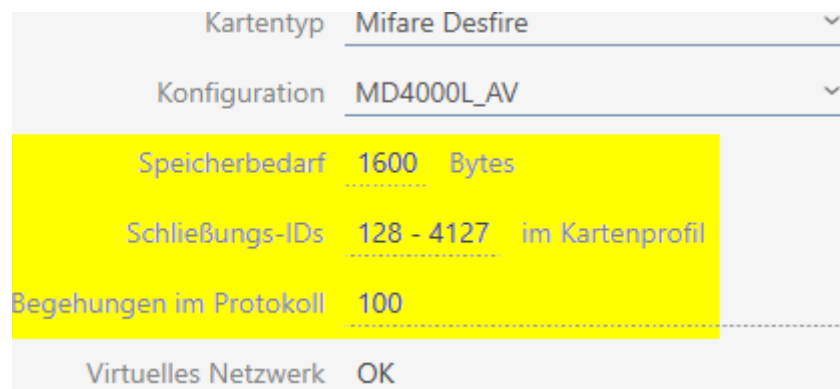 Kartentyp Mifare Desfire
Konfiguration MD4000L_AV
Speicherbedarf 1600 Bytes
Schließungs-IDs 128 - 4127 im Kartenprofil
Begehungen im Protokoll 100
Virtuelles Netzwerk OK